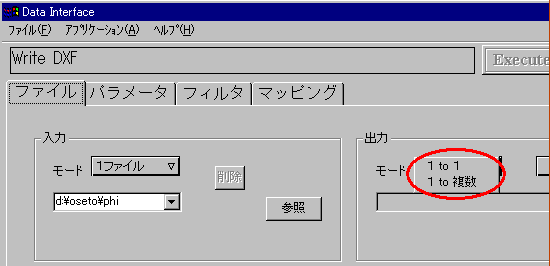 Data Interface
ファイル(F) アプリケーション(A) ヘルプ(H)
Write DXF
Execute
ファイル パラメータ フィルタ マッピング
入力
モード 1ファイル
削除
d:¥oseto¥phi
参照
出力
モード 1 to 1
1 to 複数